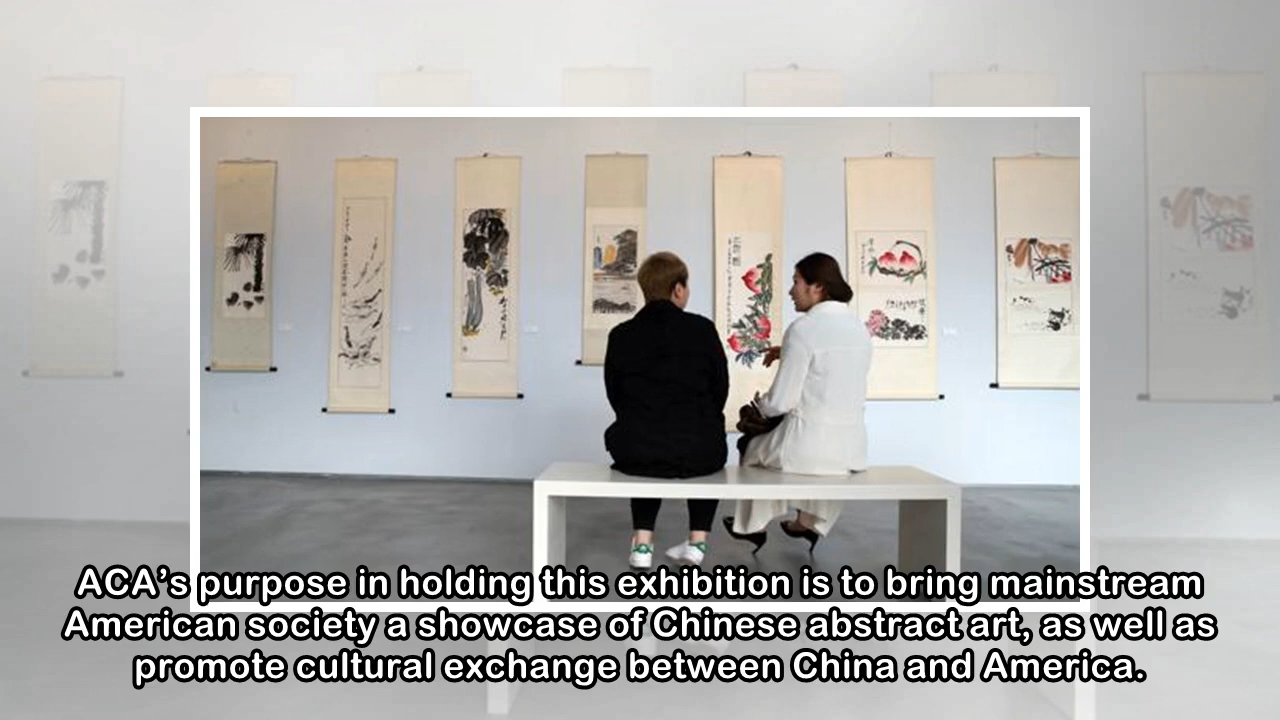 ACA’s purpose in holding this exhibition is to bring mainstream
American society a showcase of Chinese abstract art, as well as
promote cultural exchange between China and America.